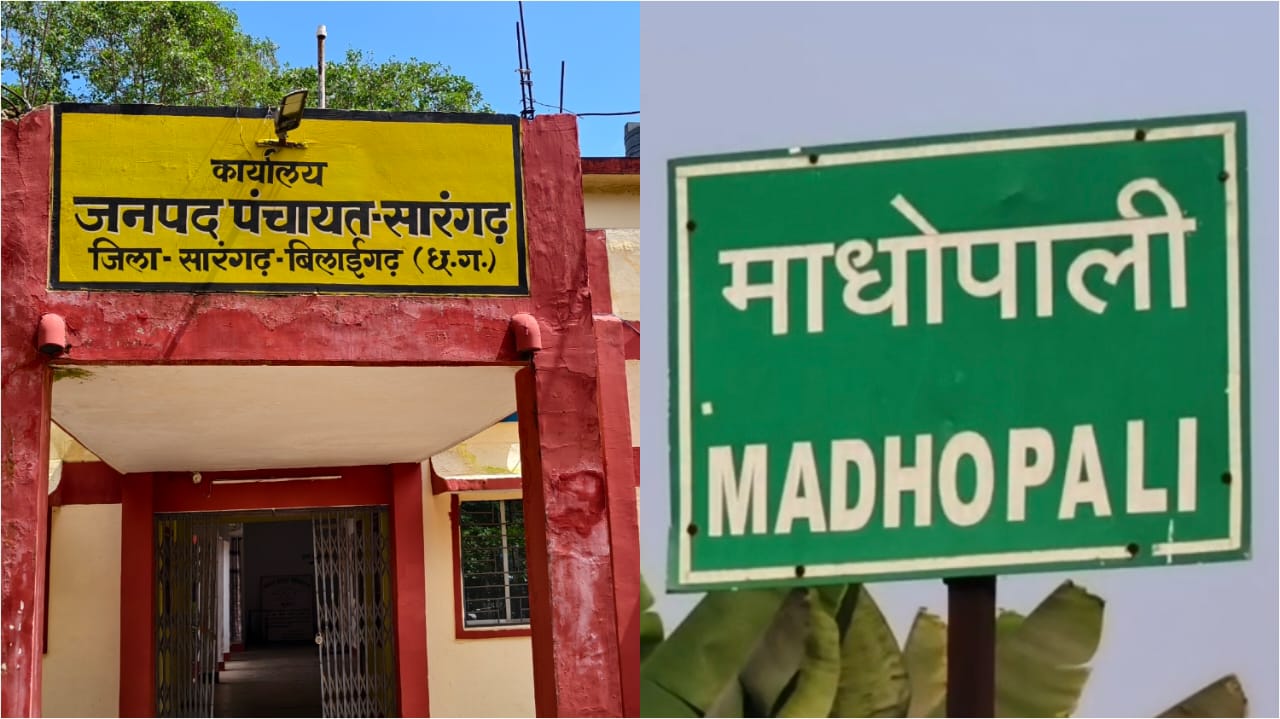 कार्यालय
जनपद पंचायत-सारंगढ़
जिला - सारंगढ़-बिलाईगढ़ (छ.ग.)
माधोपाली
MADHOPALI